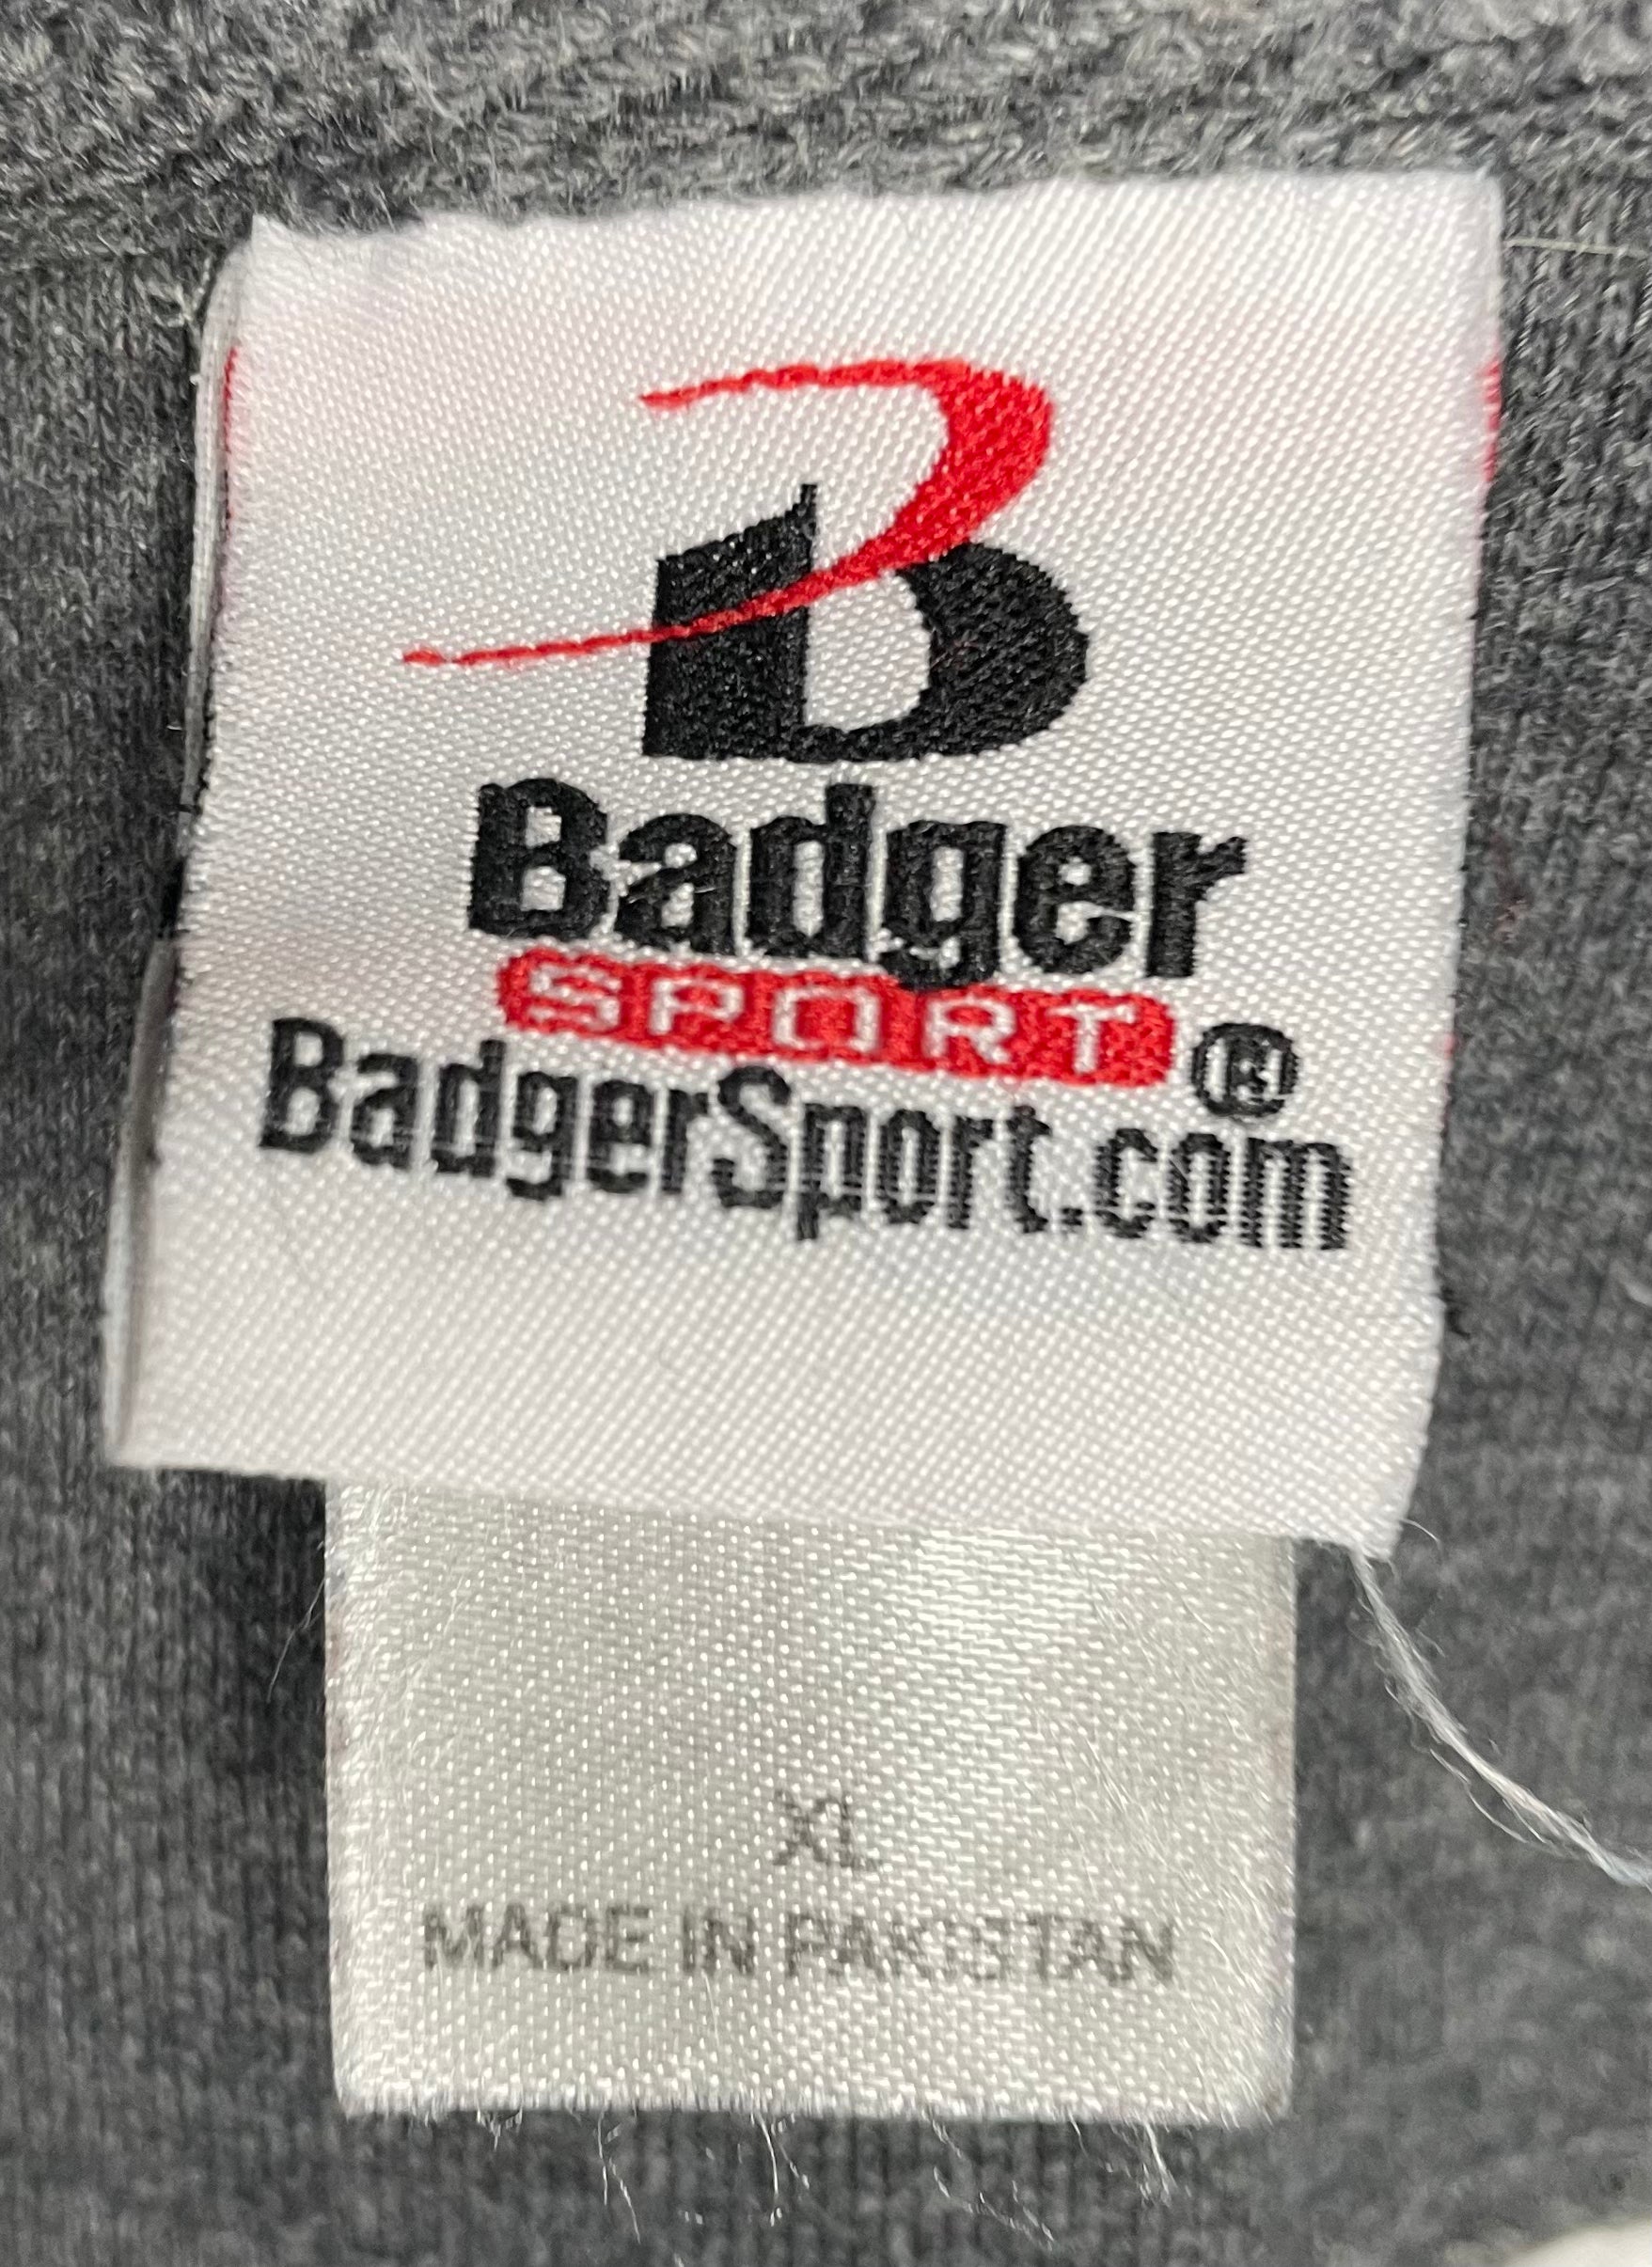 B
Badger
SPORT®
BadgerSport.com
XL
MADE IN PAKISTAN